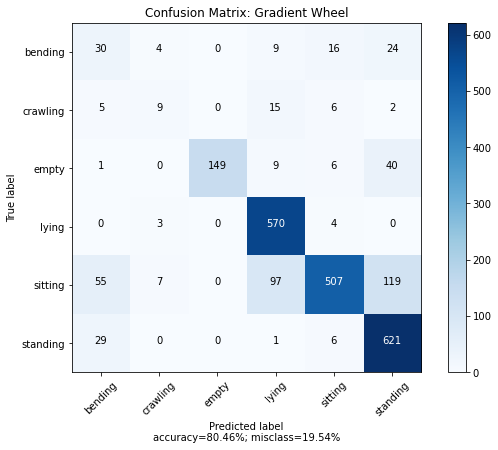 Confusion Matrix: Gradient Wheel
True label
bending 30 4 0 9 16 24
crawling 5 9 0 15 6 2
empty 1 0 149 9 6 40
lying 0 3 0 570 4 0
sitting 55 7 0 97 507 119
standing 29 0 0 1 6 621
bending crawling empty lying sitting standing
Predicted label
accuracy=80.46%; misclass=19.54%
600
500
400
300
200
100
0